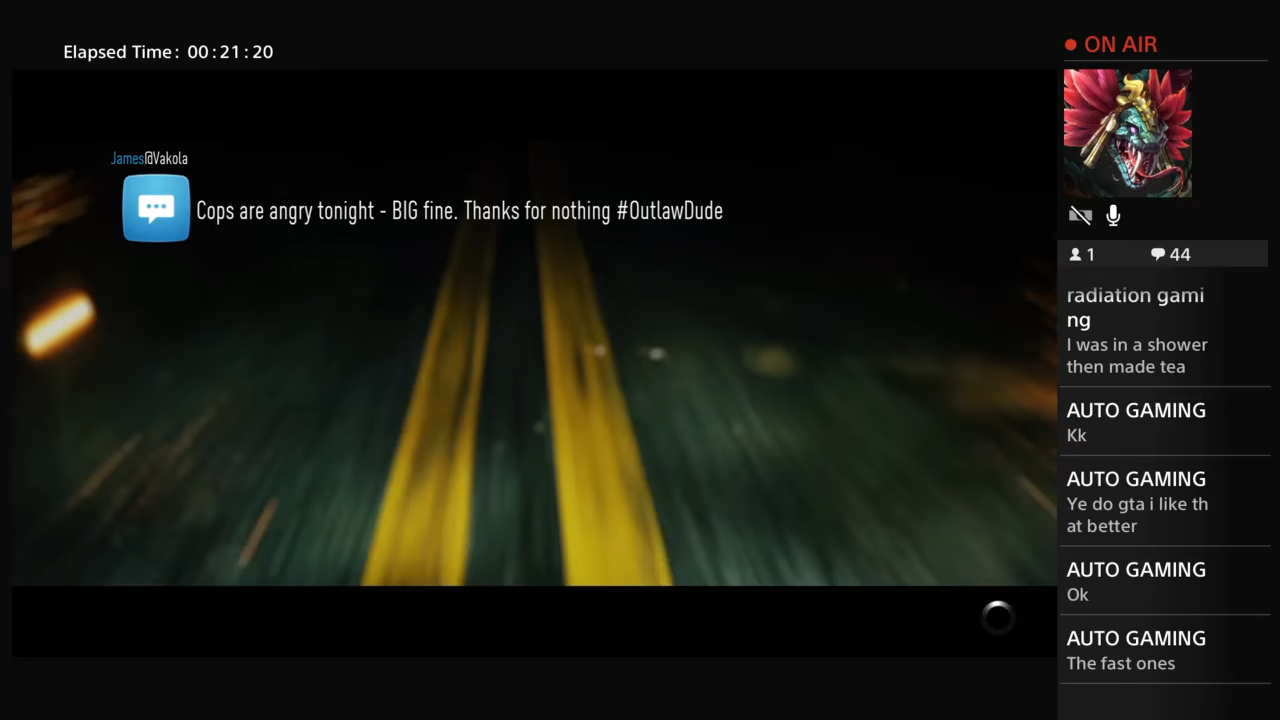 Elapsed Time: 00:21:20
ON AIR
James@Vakola
Cops are angry tonight - BIG fine. Thanks for nothing #OutlawDude
1 44
radiation gami
ng
I was in a shower
then made tea
AUTO GAMING
Kk
AUTO GAMING
Ye do gta i like th
at better
AUTO GAMING
Ok
AUTO GAMING
The fast ones